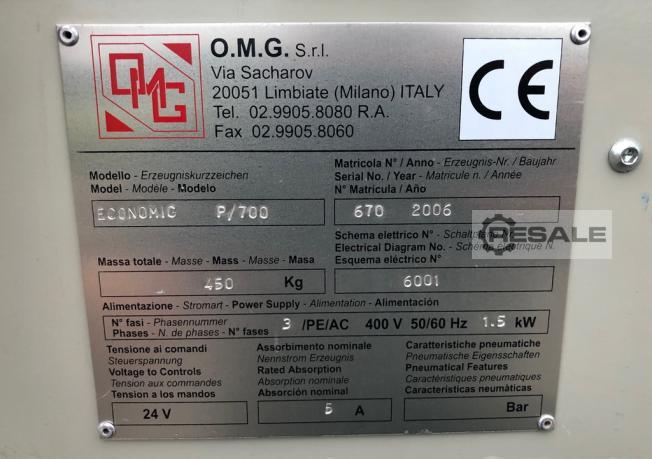 OMG
O.M.G. S.r.l.
Via Sacharov
20051 Limbiate (Milano) ITALY
Tel. 02.9905.8080 R.A.
Fax 02.9905.8060
CE
Modello - Erzeugniskurzzeichen
Model - Modéle - Modelo
ECONOMIC P/700
Matricola N° / Anno - Erzeugnis-Nr. / Baujahr
Serial No. / Year - Matricule n. / Année
N° Matrícula / Año
670 2006
RESALE
Massa totale - Masse - Mass - Masse - Masa
450 Kg
Schema elettrico N° - Schaltplan No
Electrical Diagram No. - Schéma électrique N.
Esquema eléctrico N°
6001
Alimentazione - Stromart - Power Supply - Alimentation - Alimentación
N° fasi - Phasennummer
Phases - N. de phases - N° fases
3 /PE/AC 400 V 50/60 Hz 1.5 kW
Tensione ai comandi
Steuerspannung
Voltage to Controls
Tension aux commandes
Tension a los mandos
24 V
Assorbimento nominale
Nennstrom Erzeugnis
Rated Absorption
Absorption nominale
Absorción nominal
5 A
Caratteristiche pneumatiche
Pneumatische Eigenschaften
Pneumatical Features
Caractéristiques pneumatiques
Características neumáticas
Bar